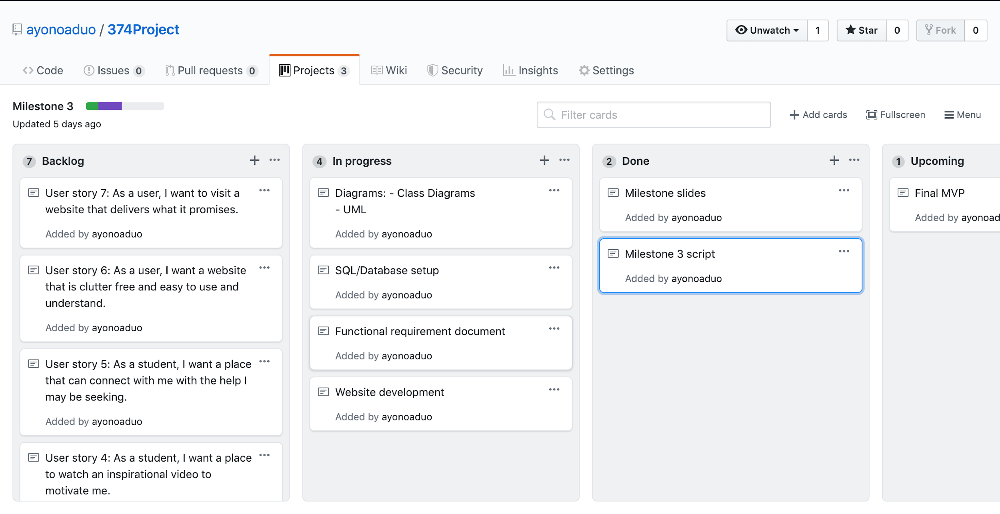 ayonoaduo / 374Project
Unwatch 1 Star 0 Fork 0
Code Issues 0 Pull requests 0 Projects 3 Wiki Security Insights Settings
Milestone 3
Updated 5 days ago
Filter cards
Add cards Fullscreen Menu
7 Backlog
User story 7: As a user, I want to visit a
website that delivers what it promises.
Added by ayonoaduo
User story 6: As a user, I want a website
that is clutter free and easy to use and
understand.
Added by ayonoaduo
User story 5: As a student, I want a place
that can connect with me with the help I
may be seeking.
Added by ayonoaduo
User story 4: As a student, I want a place
to watch an inspirational video to
motivate me.
4 In progress
Diagrams: - Class Diagrams
- UML
Added by ayonoaduo
SQL/Database setup
Added by ayonoaduo
Functional requirement document
Added by ayonoaduo
Website development
Added by ayonoaduo
2 Done
Milestone slides
Added by ayonoaduo
Milestone 3 script
Added by ayonoaduo
1 Upcoming
Final MVP
Added by ayonoad